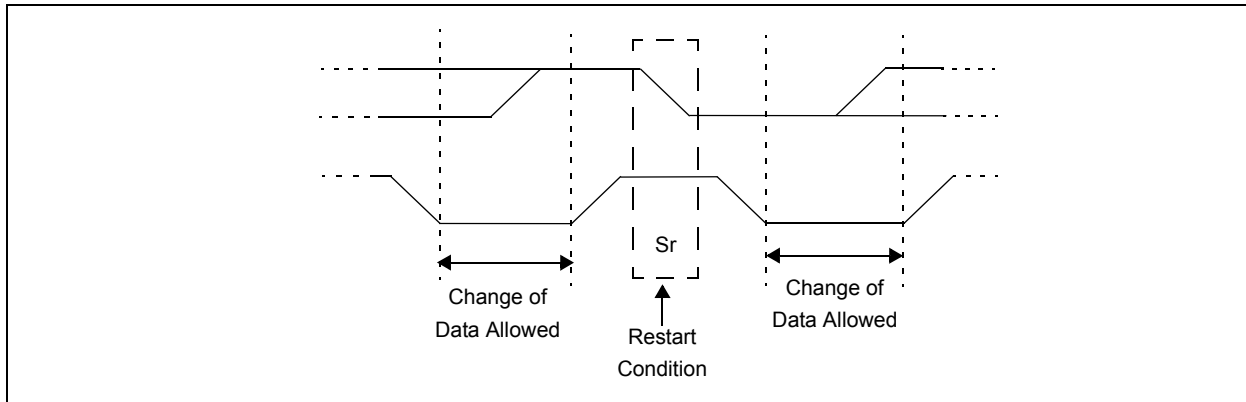 Sr
Change of
Data Allowed
Restart
Condition
Change of
Data Allowed